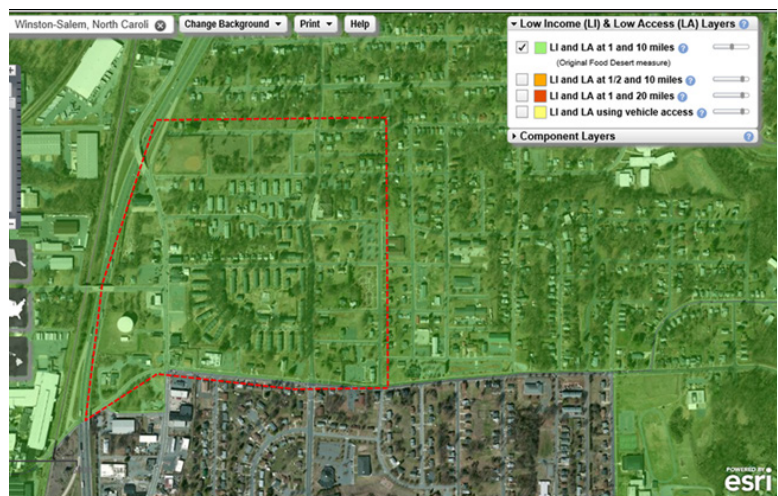 Winston-Salem, North Caroli
Change Background
Print
Help
Low Income (LI) & Low Access (LA) Layers ?
LI and LA at 1 and 10 miles ?
(Original Food Desert measure)
LI and LA at 1/2 and 10 miles ?
LI and LA at 1 and 20 miles ?
LI and LA using vehicle access ?
Component Layers ?
POWERED BY
esri